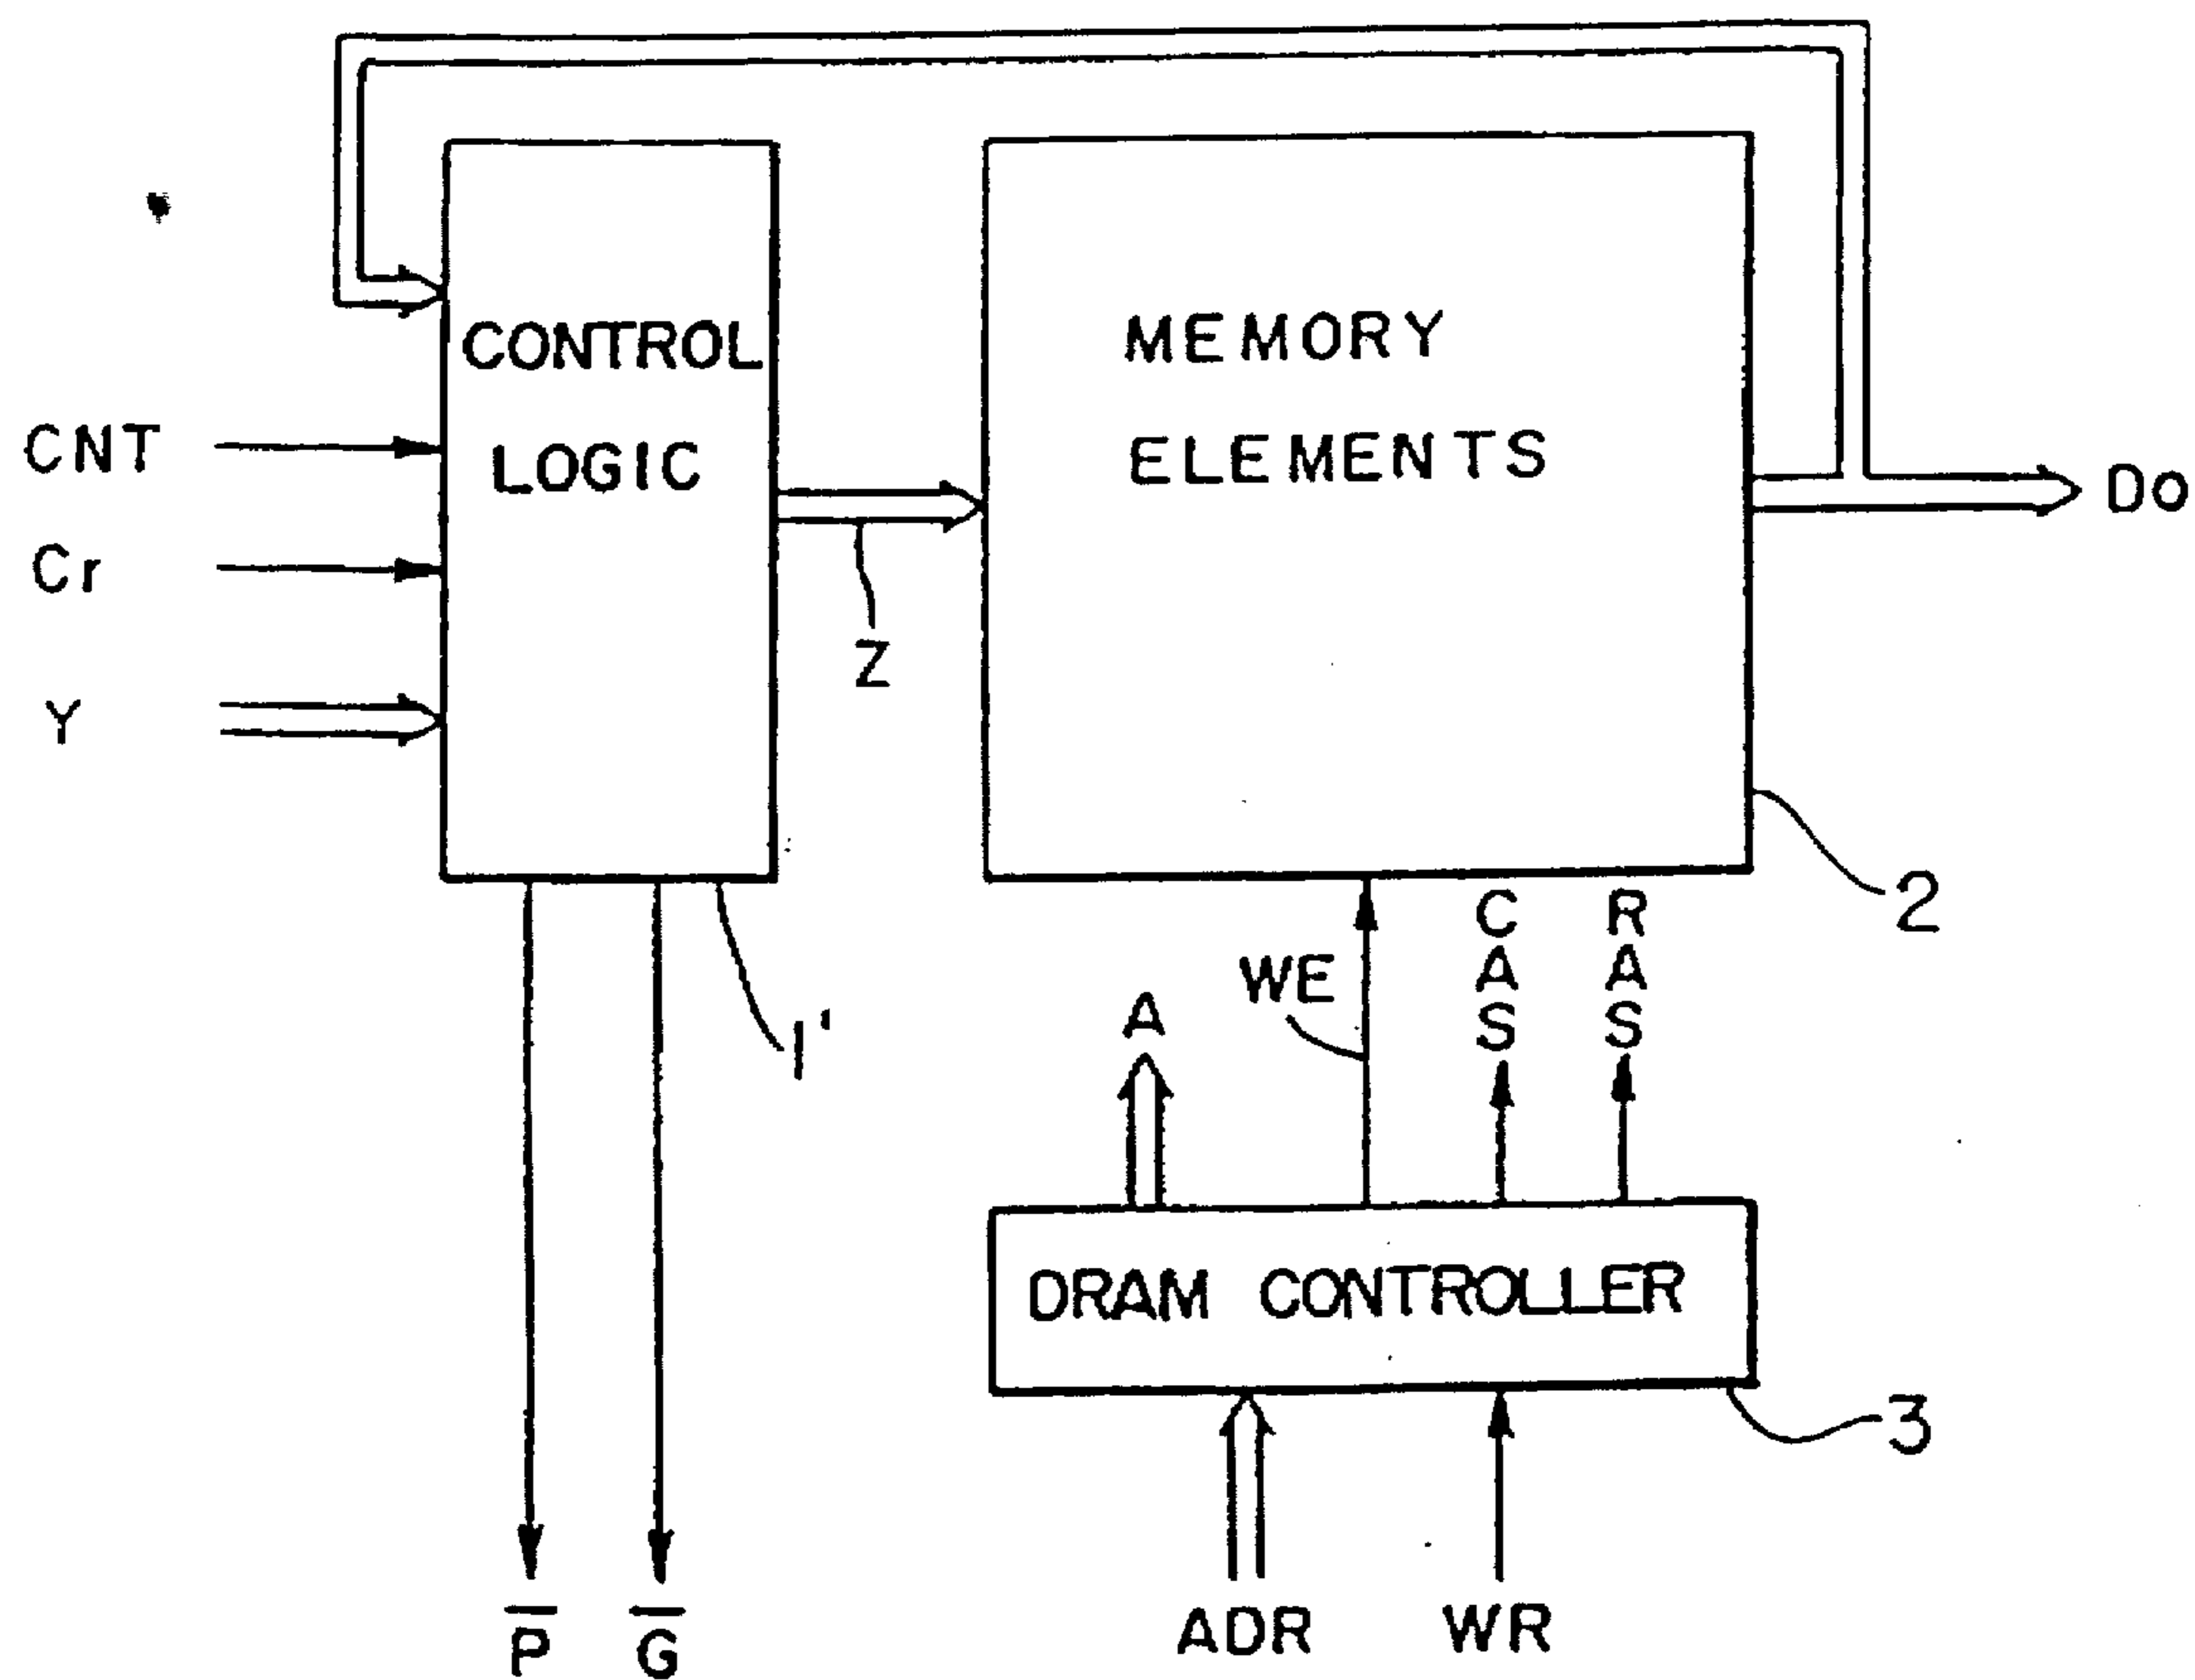 CONTROL
LOGIC
MEMORY
ELEMENTS
CNT
Cr
Y
Z
Do
1'
2
A
WE
CAS
RAS
DRAM CONTROLLER
3
P̅
G̅
ADR
WR